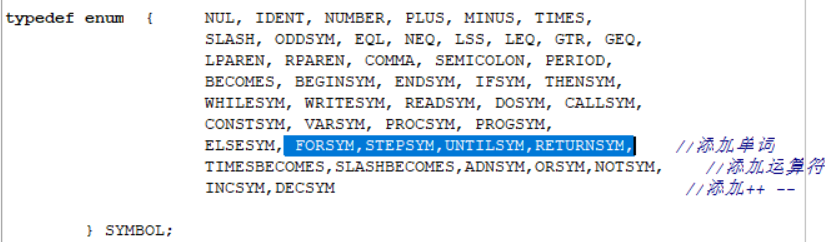 typedef enum { NUL, IDENT, NUMBER, PLUS, MINUS, TIMES,
SLASH, ODDSYM, EQL, NEQ, LSS, LEQ, GTR, GEQ,
LPAREN, RPAREN, COMMA, SEMICOLON, PERIOD,
BECOMES, BEGINSYM, ENDSYM, IFSYM, THENSYM,
WHILESYM, WRITESYM, READSYM, DOSYM, CALLSYM,
CONSTSYM, VARSYM, PROCSYM, PROGSYM,
ELSESYM, FORSYM,STEPSYM,UNTILSYM,RETURNSYM, //添加单词
TIMESBECOMES,SLASHBECOMES,ADNSYM,ORSYM,NOTSYM, //添加运算符
INCSYM,DECSYM //添加++ --
} SYMBOL;